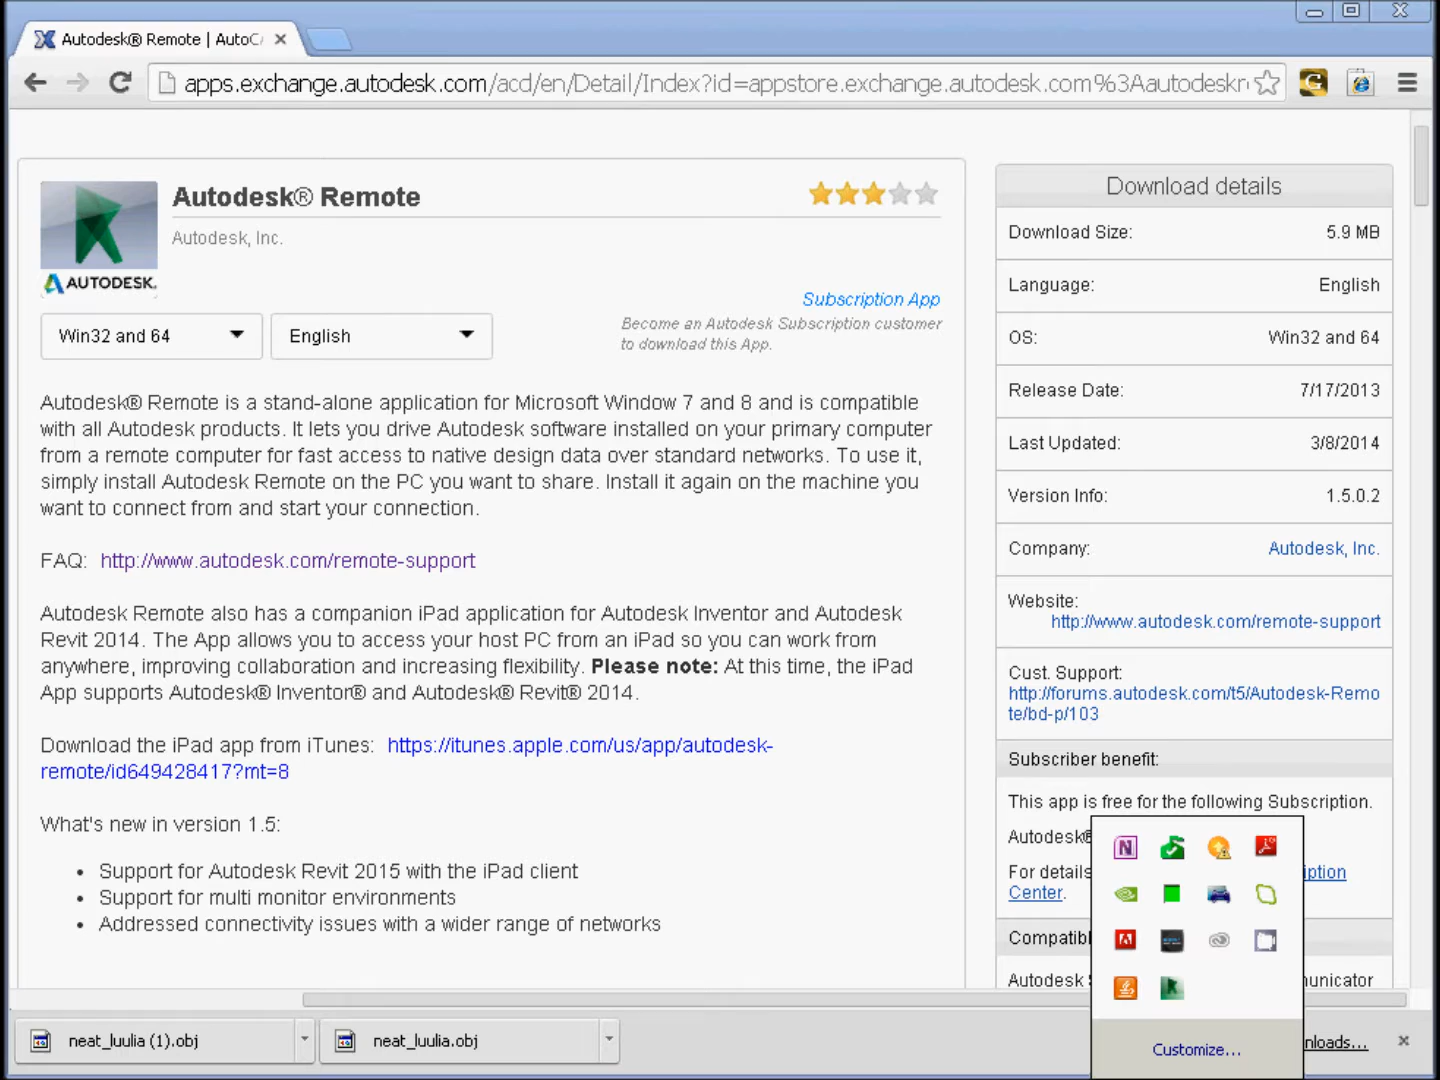 Autodesk® Remote | AutoCA
apps.exchange.autodesk.com/acd/en/Detail/Index?id=appstore.exchange.autodesk.com%3Aautodeskr
Autodesk® Remote
Autodesk, Inc.
AUTODESK.
Subscription App
Become an Autodesk Subscription customer
to download this App.
Win32 and 64
English
Autodesk® Remote is a stand-alone application for Microsoft Window 7 and 8 and is compatible
with all Autodesk products. It lets you drive Autodesk software installed on your primary computer
from a remote computer for fast access to native design data over standard networks. To use it,
simply install Autodesk Remote on the PC you want to share. Install it again on the machine you
want to connect from and start your connection.
FAQ: http://www.autodesk.com/remote-support
Autodesk Remote also has a companion iPad application for Autodesk Inventor and Autodesk
Revit 2014. The App allows you to access your host PC from an iPad so you can work from
anywhere, improving collaboration and increasing flexibility. Please note: At this time, the iPad
App supports Autodesk® Inventor® and Autodesk® Revit® 2014.
Download the iPad app from iTunes: https://itunes.apple.com/us/app/autodesk-
remote/id649428417?mt=8
What's new in version 1.5:
• Support for Autodesk Revit 2015 with the iPad client
• Support for multi monitor environments
• Addressed connectivity issues with a wider range of networks
Download details
Download Size: 5.9 MB
Language: English
OS: Win32 and 64
Release Date: 7/17/2013
Last Updated: 3/8/2014
Version Info: 1.5.0.2
Company: Autodesk, Inc.
Website:
http://www.autodesk.com/remote-support
Cust. Support:
http://forums.autodesk.com/t5/Autodesk-Remo
te/bd-p/103
Subscriber benefit:
This app is free for the following Subscription.
Autodesk®
For details
iption
Center.
Compatibl
Autodesk
unicator
Customize...
neat_luulia (1).obj
neat_luulia.obj
nloads...